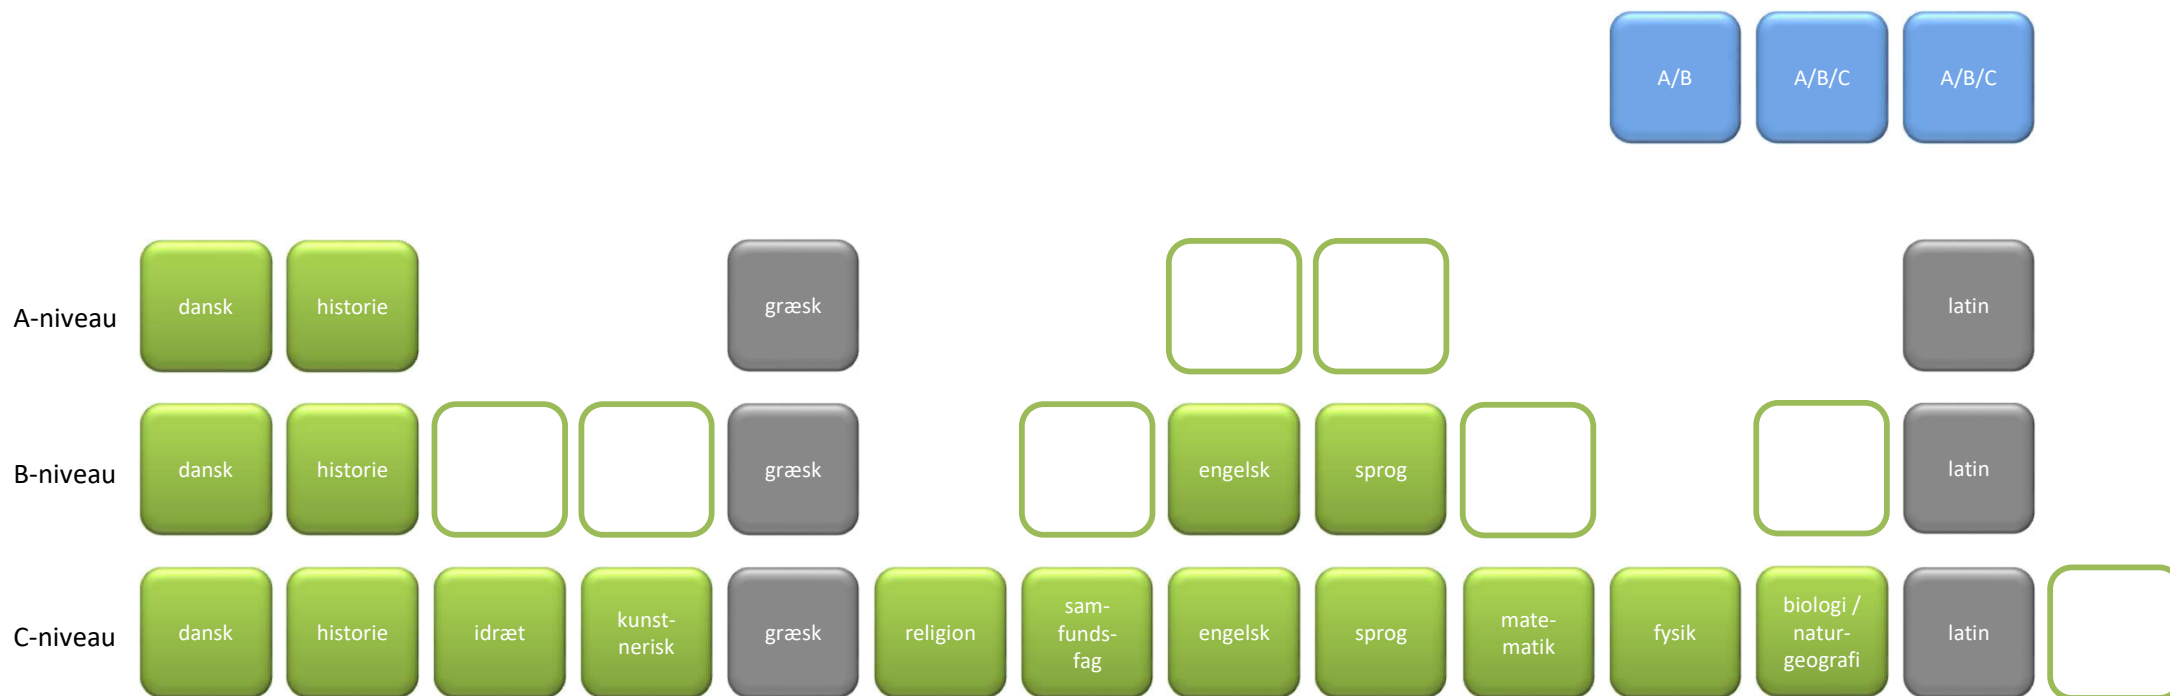 A/B
A/B/C
A/B/C
A-niveau
dansk
historie
græsk
latin
B-niveau
dansk
historie
græsk
engelsk
sprog
latin
C-niveau
dansk
historie
idræt
kunst-
nerisk
græsk
religion
sam-
funds-
fag
engelsk
sprog
mate-
matik
fysik
biologi /
natur-
geografi
latin